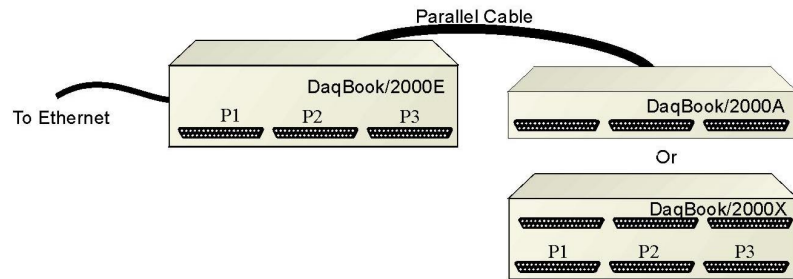 Parallel Cable
DaqBook/2000E
P1 P2 P3
To Ethernet
DaqBook/2000A
Or
DaqBook/2000X
P1 P2 P3